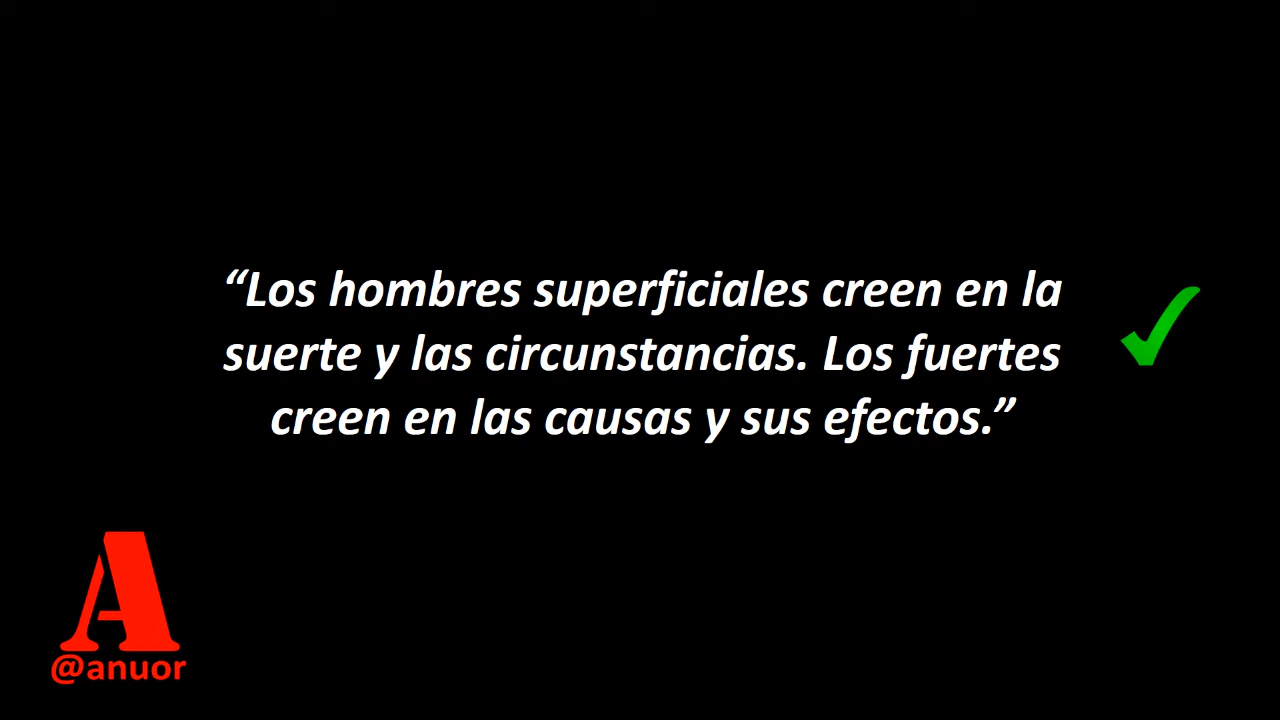 “Los hombres superficiales creen en la
suerte y las circunstancias. Los fuertes
creen en las causas y sus efectos.”
A
@anuor